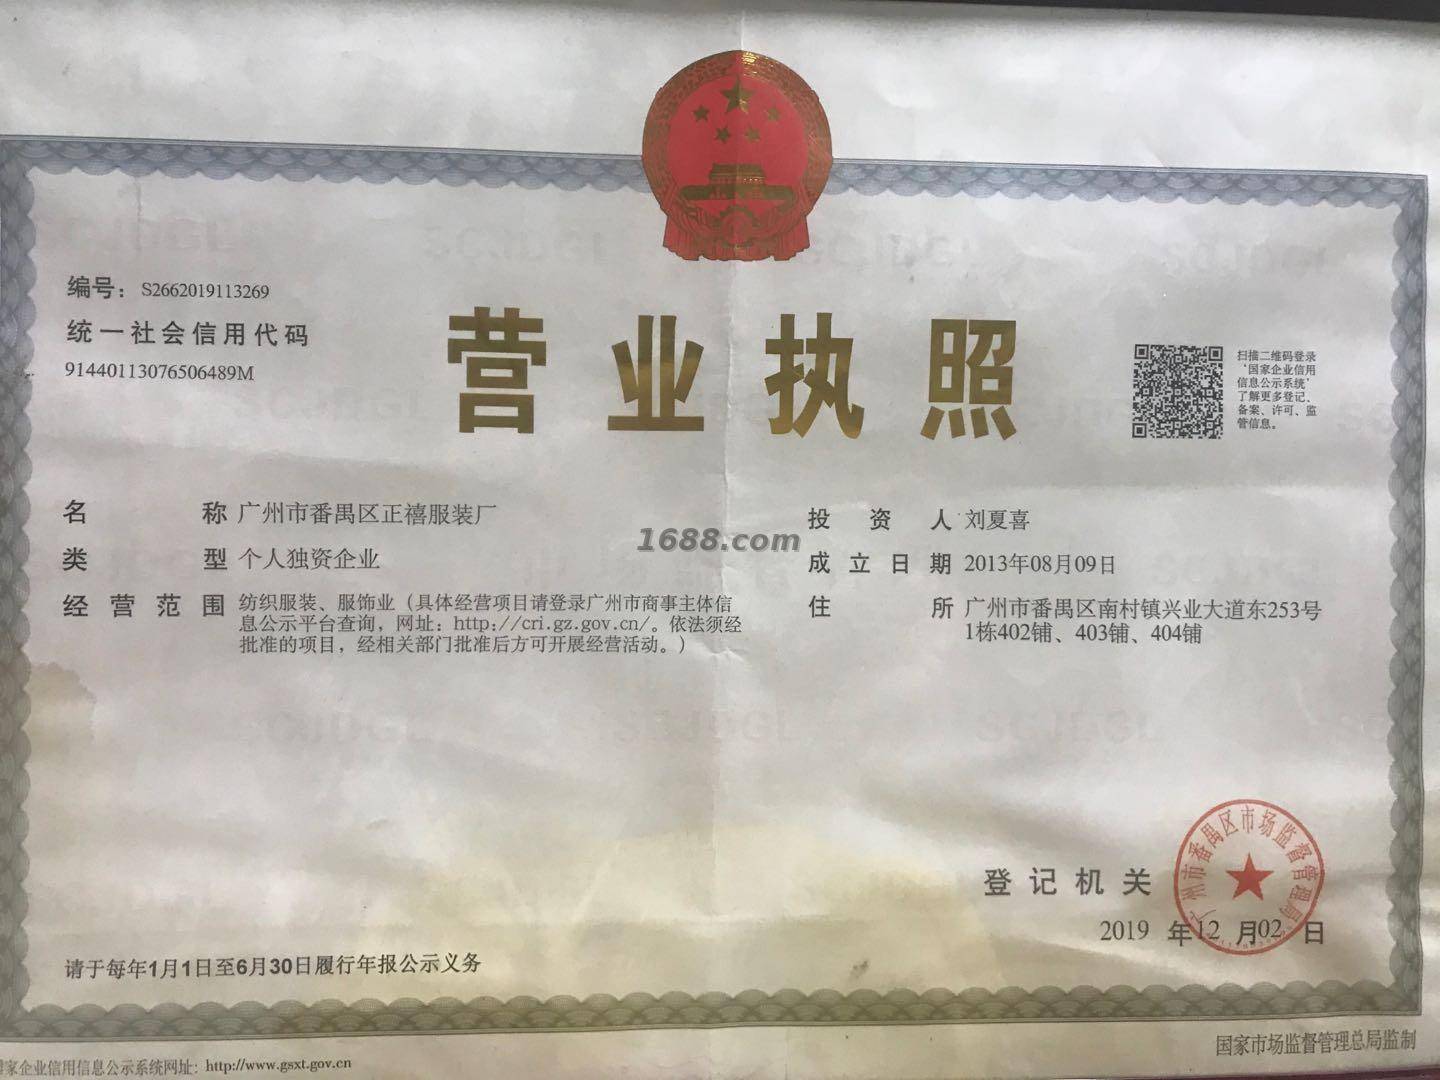 编号： S2662019113269
统一社会信用代码
91440113076506489M
营业执照
扫描二维码登录
‘国家企业信用
信息公示系统’
了解更多登记、
备案、许可、监
管信息。
名称 广州市番禺区正禧服装厂
类型 个人独资企业
经营范围 纺织服装、服饰业（具体经营项目请登录广州市商事主体信
息公示平台查询，网址：http://cri.gz.gov.cn/。依法须经
批准的项目，经相关部门批准后方可开展经营活动。）
投资人 刘夏喜
成立日期 2013年08月09日
住所 广州市番禺区南村镇兴业大道东253号
1栋402铺、403铺、404铺
1688.com
登记机关
广州市番禺区市场监督管理局
2019 年12 月02 日
请于每年1月1日至6月30日履行年报公示义务
家企业信用信息公示系统网址：http://www.gsxt.gov.cn
国家市场监督管理总局监制